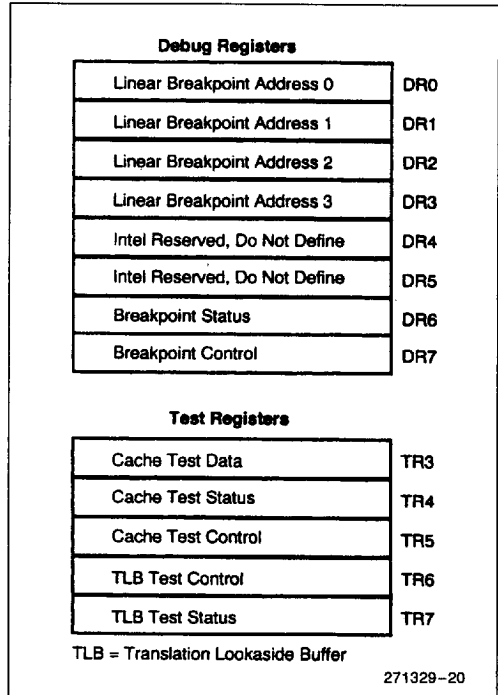 Debug Registers
Linear Breakpoint Address 0 DR0
Linear Breakpoint Address 1 DR1
Linear Breakpoint Address 2 DR2
Linear Breakpoint Address 3 DR3
Intel Reserved, Do Not Define DR4
Intel Reserved, Do Not Define DR5
Breakpoint Status DR6
Breakpoint Control DR7
Test Registers
Cache Test Data TR3
Cache Test Status TR4
Cache Test Control TR5
TLB Test Control TR6
TLB Test Status TR7
TLB = Translation Lookaside Buffer
271329–20